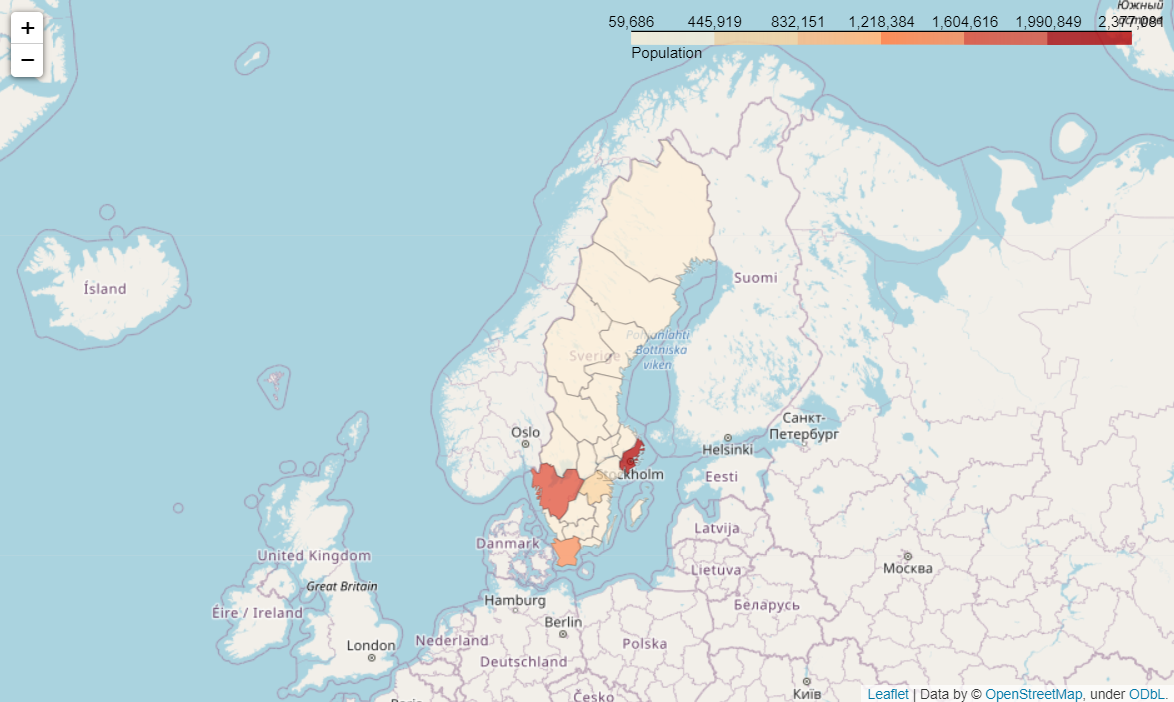 +
−
59,686 445,919 832,151 1,218,384 1,604,616 1,990,849 2,377,081
Population
Южный
Ísland
Suomi
Sverige
Pohjanlahti
Bottniska
viken
Oslo
Санкт-
Петербург
Helsinki
Stockholm
Eesti
Latvija
Danmark
United Kingdom
Lietuva
Москва
Great Britain
Hamburg
Беларусь
Éire / Ireland
Berlin
London
Nederland
Polska
Deutschland
Česko
Київ
Leaflet | Data by © OpenStreetMap, under ODbL.